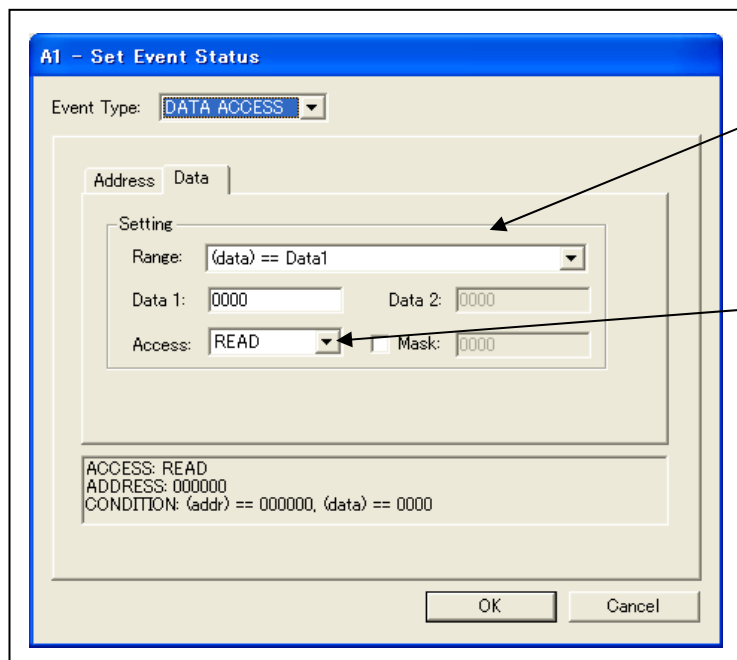 A1 - Set Event Status
Event Type: DATA ACCESS
Address Data
Setting
Range: (data) == Data1
Data 1: 0000 Data 2: 0000
Access: READ Mask: 0000
ACCESS: READ
ADDRESS: 000000
CONDITION: (addr) == 000000, (data) == 0000
OK Cancel